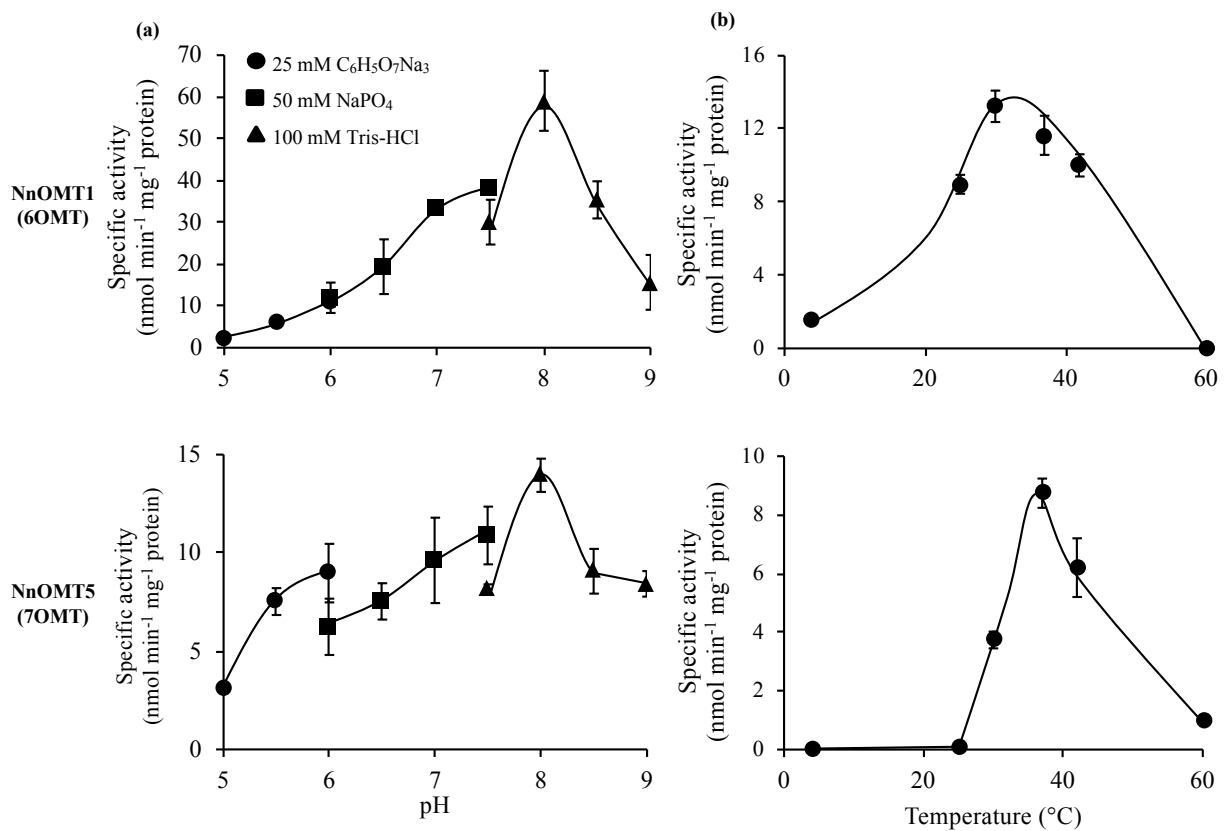 (a)
(b)
NnOMT1
(6OMT)
Specific activity
(nmol min⁻¹ mg⁻¹ protein)
70
60
50
40
30
20
10
0
5
6
7
8
9
25 mM C₆H₅O₇Na₃
50 mM NaPO₄
100 mM Tris-HCl
Specific activity
(nmol min⁻¹ mg⁻¹ protein)
16
12
8
4
0
0
20
40
60
NnOMT5
(7OMT)
Specific activity
(nmol min⁻¹ mg⁻¹ protein)
15
10
5
0
5
6
7
8
9
pH
Specific activity
(nmol min⁻¹ mg⁻¹ protein)
10
8
6
4
2
0
0
20
40
60
Temperature (°C)